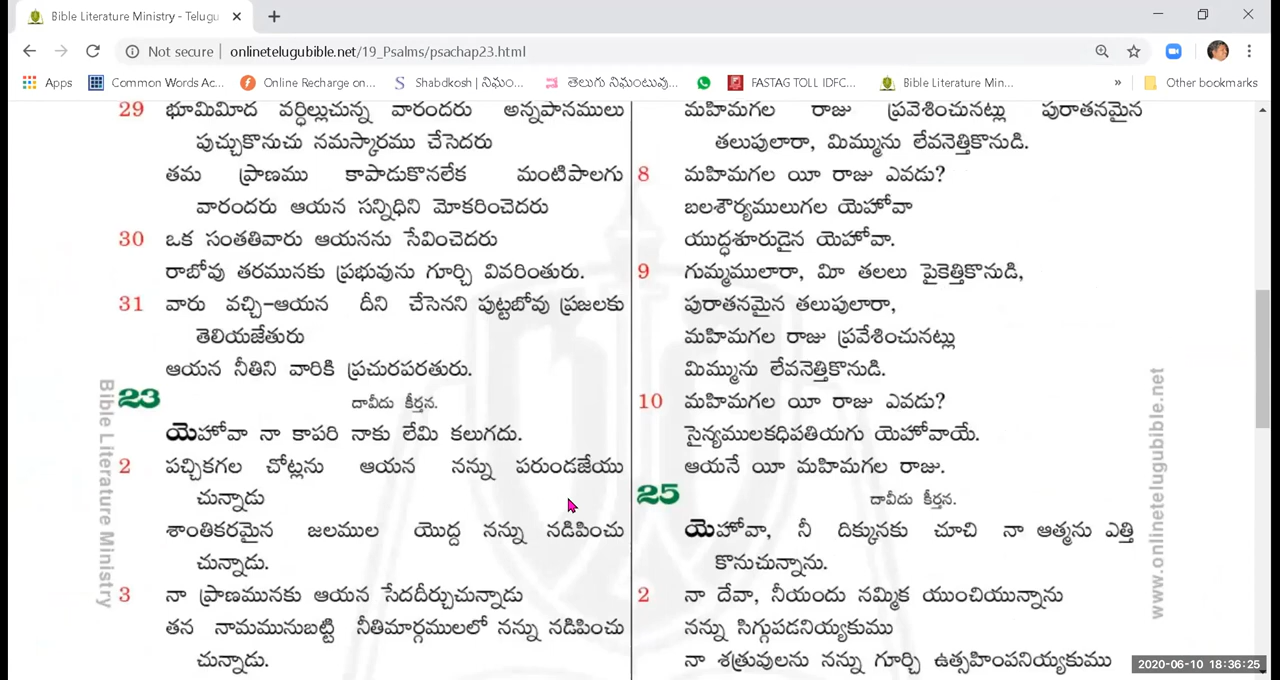 Bible Literature Ministry - Telugu
Not secure | onlinetelugubible.net/19_Psalms/psachap23.html
Apps
Common Words Ac...
Online Recharge on...
Shabdkosh | నిఘం...
తెలుగు నిఘంటువు...
FASTAG TOLL IDFC...
Bible Literature Min...
»
Other bookmarks
29 భూమిమీద వర్ధిల్లుచున్న వారందరు అన్నపానములు
పుచ్చుకొనుచు నమస్కారము చేసెదరు
తమ ప్రాణము కాపాడుకొనలేక మంటిపాలగు
వారందరు ఆయన సన్నిధిని మోకరించెదరు
30 ఒక సంతతివారు ఆయనను సేవించెదరు
రాబోవు తరమునకు ప్రభువును గూర్చి వివరింతురు.
31 వారు వచ్చి-ఆయన దీని చేసెనని పుట్టబోవు ప్రజలకు
తెలియజేతురు
ఆయన నీతిని వారికి ప్రచురపరతురు.
23 దావీదు కీర్తన.
యెహోవా నా కాపరి నాకు లేమి కలుగదు.
2 పచ్చికగల చోట్లను ఆయన నన్ను పరుండజేయు
చున్నాడు
శాంతికరమైన జలముల యొద్ద నన్ను నడిపించు
చున్నాడు.
3 నా ప్రాణమునకు ఆయన సేదదీర్చుచున్నాడు
తన నామమునుబట్టి నీతిమార్గములలో నన్ను నడిపించు
చున్నాడు.
మహిమగల రాజు ప్రవేశించునట్లు పురాతనమైన
తలుపులారా, మిమ్మును లేవనెత్తికొనుడి.
8 మహిమగల యీ రాజు ఎవడు?
బలశౌర్యములుగల యెహోవా
యుద్ధశూరుడైన యెహోవా.
9 గుమ్మములారా, మీ తలలు పైకెత్తికొనుడి,
పురాతనమైన తలుపులారా,
మహిమగల రాజు ప్రవేశించునట్లు
మిమ్మును లేవనెత్తికొనుడి.
10 మహిమగల యీ రాజు ఎవడు?
సైన్యములకధిపతియగు యెహోవాయే.
ఆయనే యీ మహిమగల రాజు.
25 దావీదు కీర్తన.
యెహోవా, నీ దిక్కునకు చూచి నా ఆత్మను ఎత్తి
కొనుచున్నాను.
2 నా దేవా, నీయందు నమ్మిక యుంచియున్నాను
నన్ను సిగ్గుపడనియ్యకుము
నా శత్రువులను నన్ను గూర్చి ఉత్సహింపనియ్యకుము
Bible Literature Ministry
www.onlinetelugubible.net
2020-06-10 18:36:25